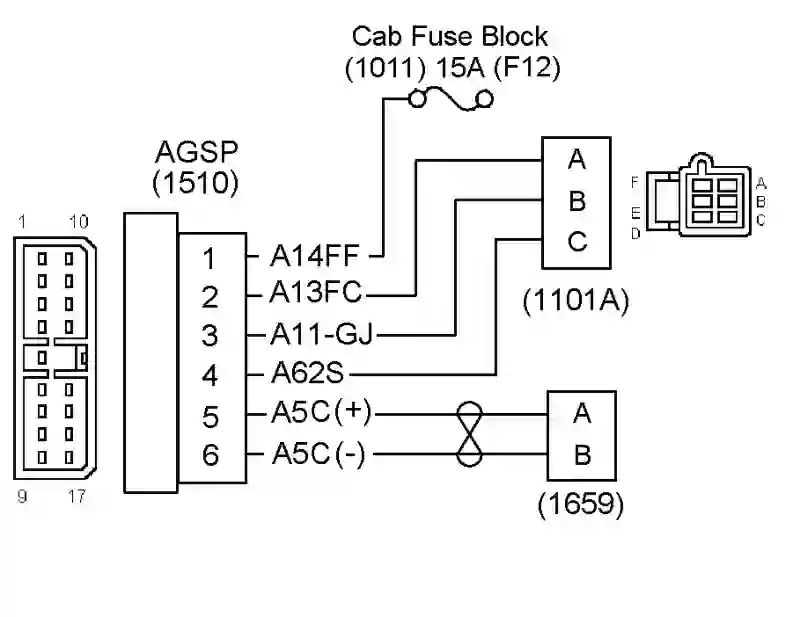 Cab Fuse Block
(1011) 15A (F12)
AGSP
(1510)
1 10
9 17
1 A14FF
2 A13FC
3 A11-GJ
4 A62S
5 A5C(+)
6 A5C(-)
A
B
C
(1101A)
F
E
D
A
B
C
A
B
(1659)